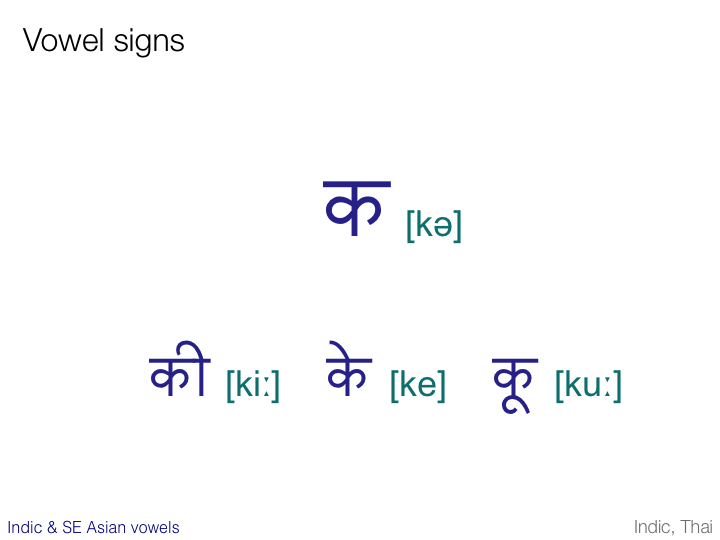 Vowel signs
क [kə]
की [kiː] के [ke] कू [kuː]
Indic & SE Asian vowels
Indic, Thai